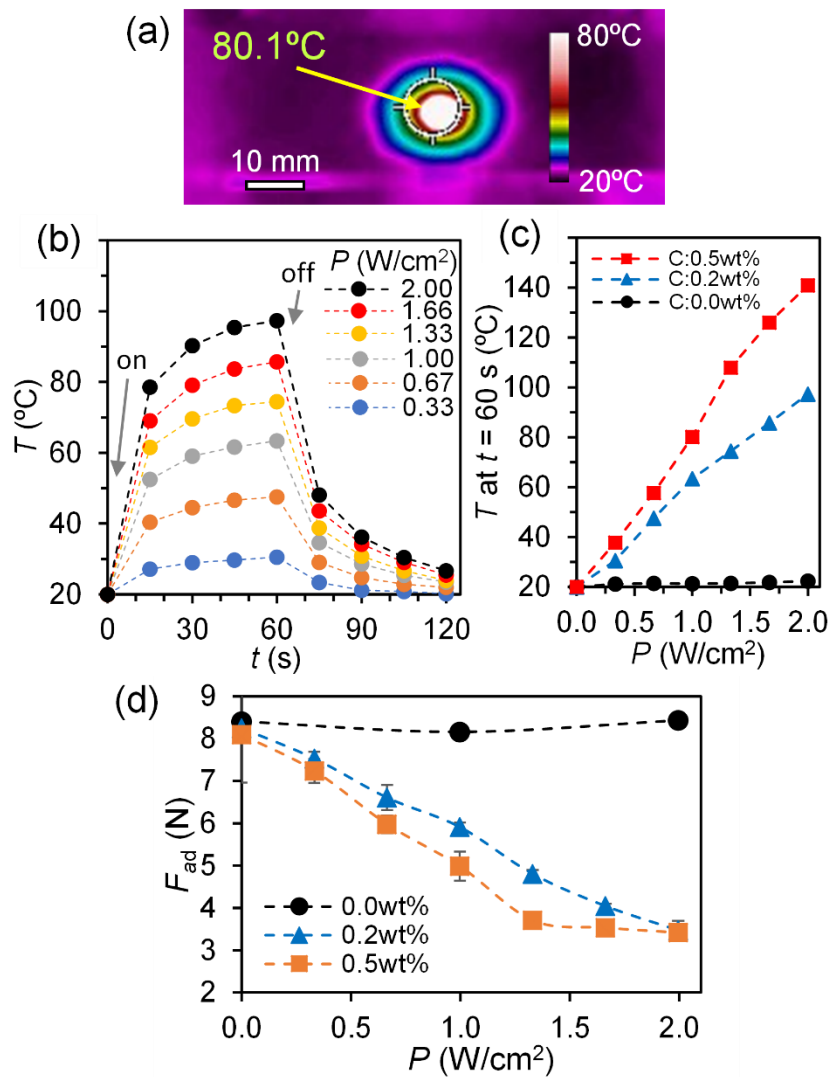 (a)
80.1ºC
80ºC
20ºC
10 mm
(b)
on
off
P (W/cm²)
2.00
1.66
1.33
1.00
0.67
0.33
T (ºC)
100
80
60
40
20
0 30 60 90 120
t (s)
(c)
C:0.5wt%
C:0.2wt%
C:0.0wt%
T at t = 60 s (ºC)
140
120
100
80
60
40
20
0.0 0.5 1.0 1.5 2.0
P (W/cm²)
(d)
F_ad (N)
9
8
7
6
5
4
3
2
0.0wt%
0.2wt%
0.5wt%
0.0 0.5 1.0 1.5 2.0
P (W/cm²)